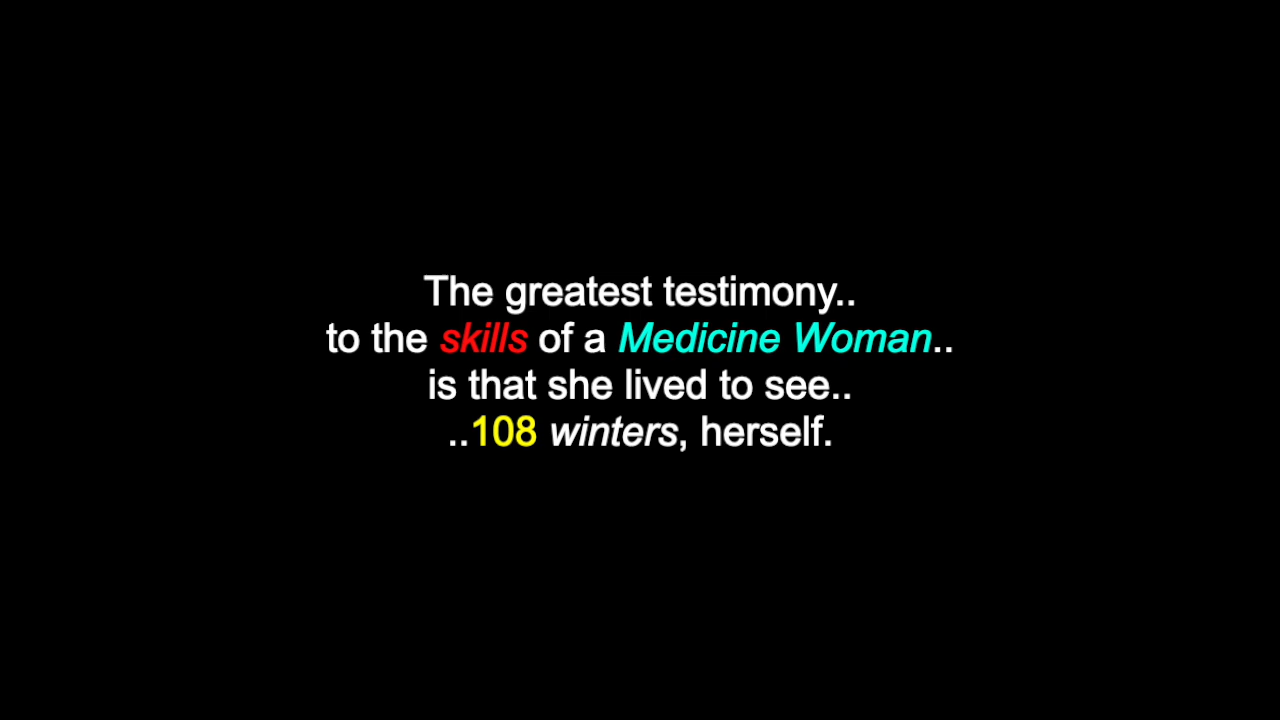 The greatest testimony..
to the skills of a Medicine Woman..
is that she lived to see..
..108 winters, herself.